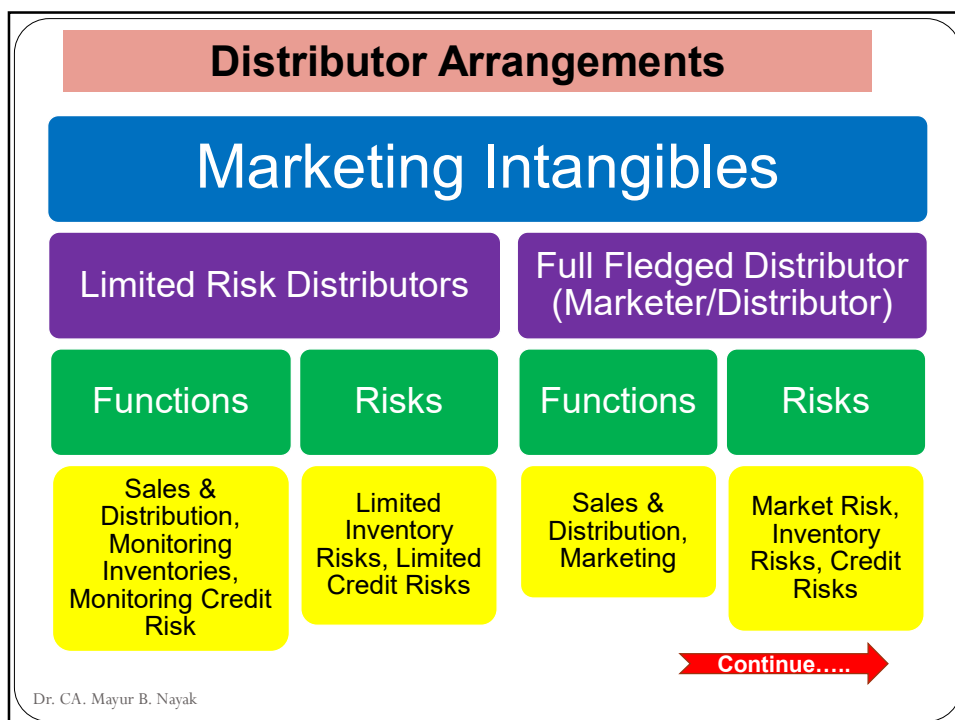 Distributor Arrangements
Marketing Intangibles
Limited Risk Distributors
Full Fledged Distributor
(Marketer/Distributor)
Functions
Risks
Functions
Risks
Sales &
Distribution,
Monitoring
Inventories,
Monitoring Credit
Risk
Limited
Inventory
Risks, Limited
Credit Risks
Sales &
Distribution,
Marketing
Market Risk,
Inventory
Risks, Credit
Risks
Continue.....
Dr. CA. Mayur B. Nayak